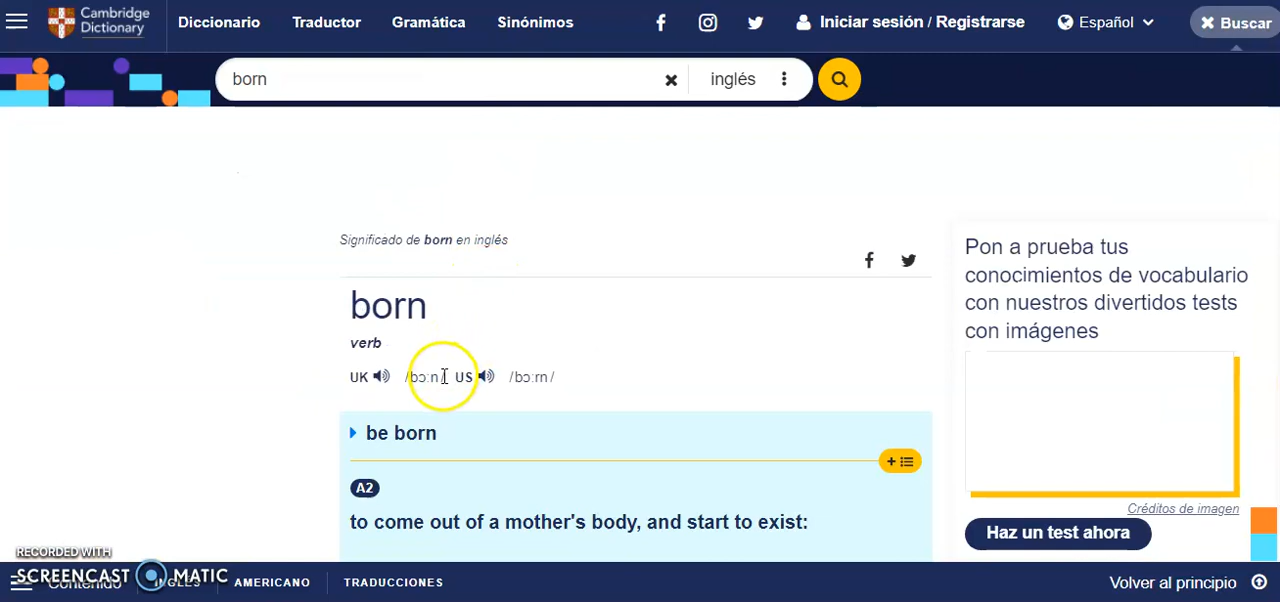 Cambridge Dictionary
Diccionario
Traductor
Gramática
Sinónimos
Iniciar sesión / Registrarse
Español
Buscar
born
inglés
Significado de born en inglés
born
verb
UK /bɔːn/ US /bɔːrn/
be born
A2
to come out of a mother's body, and start to exist:
Pon a prueba tus
conocimientos de vocabulario
con nuestros divertidos tests
con imágenes
Créditos de imagen
Haz un test ahora
RECORDED WITH
SCREENCAST MATIC
Contenido
INGLÉS
AMERICANO
TRADUCCIONES
Volver al principio